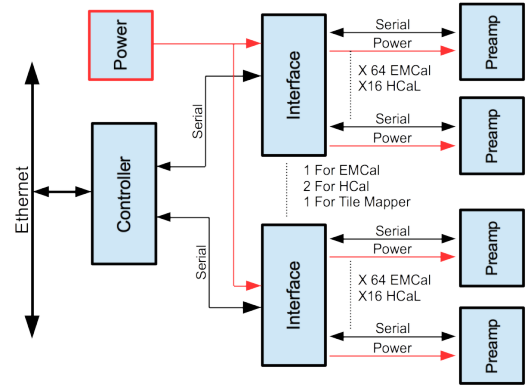 Power
Ethernet
Controller
Serial
Serial
Interface
Serial
Power
Preamp
X 64 EMCal
X16 HCaL
Serial
Power
Preamp
1 For EMCal
2 For HCal
1 For Tile Mapper
Interface
Serial
Power
Preamp
X 64 EMCal
X16 HCaL
Serial
Power
Preamp